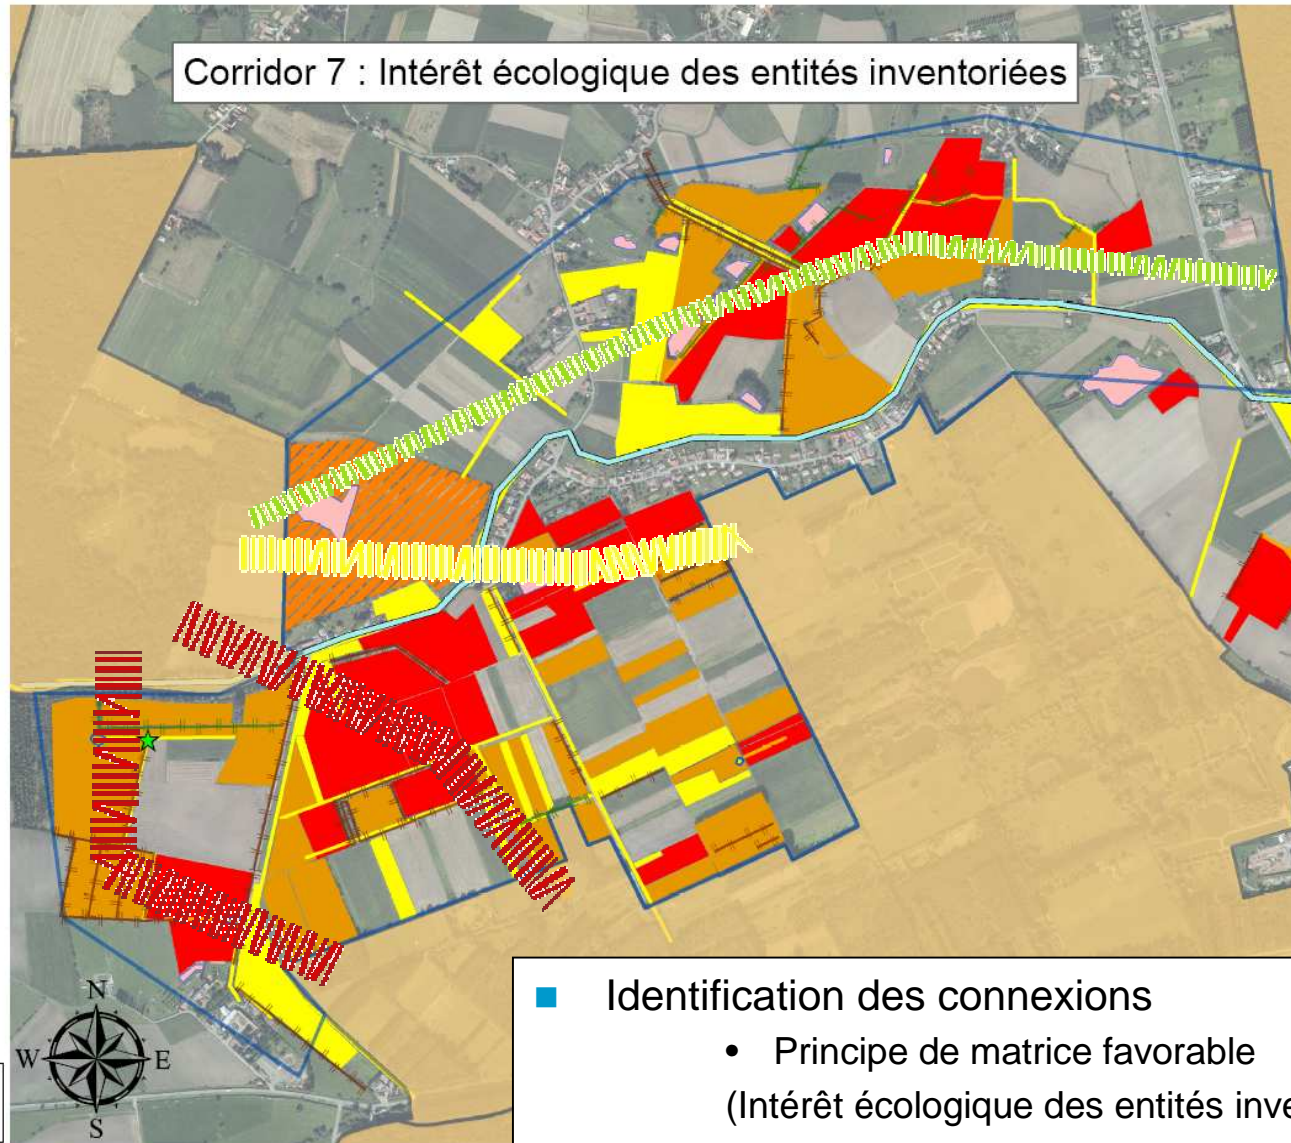 Corridor 7 : Intérêt écologique des entités inventoriées
N
W E
S
Identification des connexions
• Principe de matrice favorable
(Intérêt écologique des entités inve